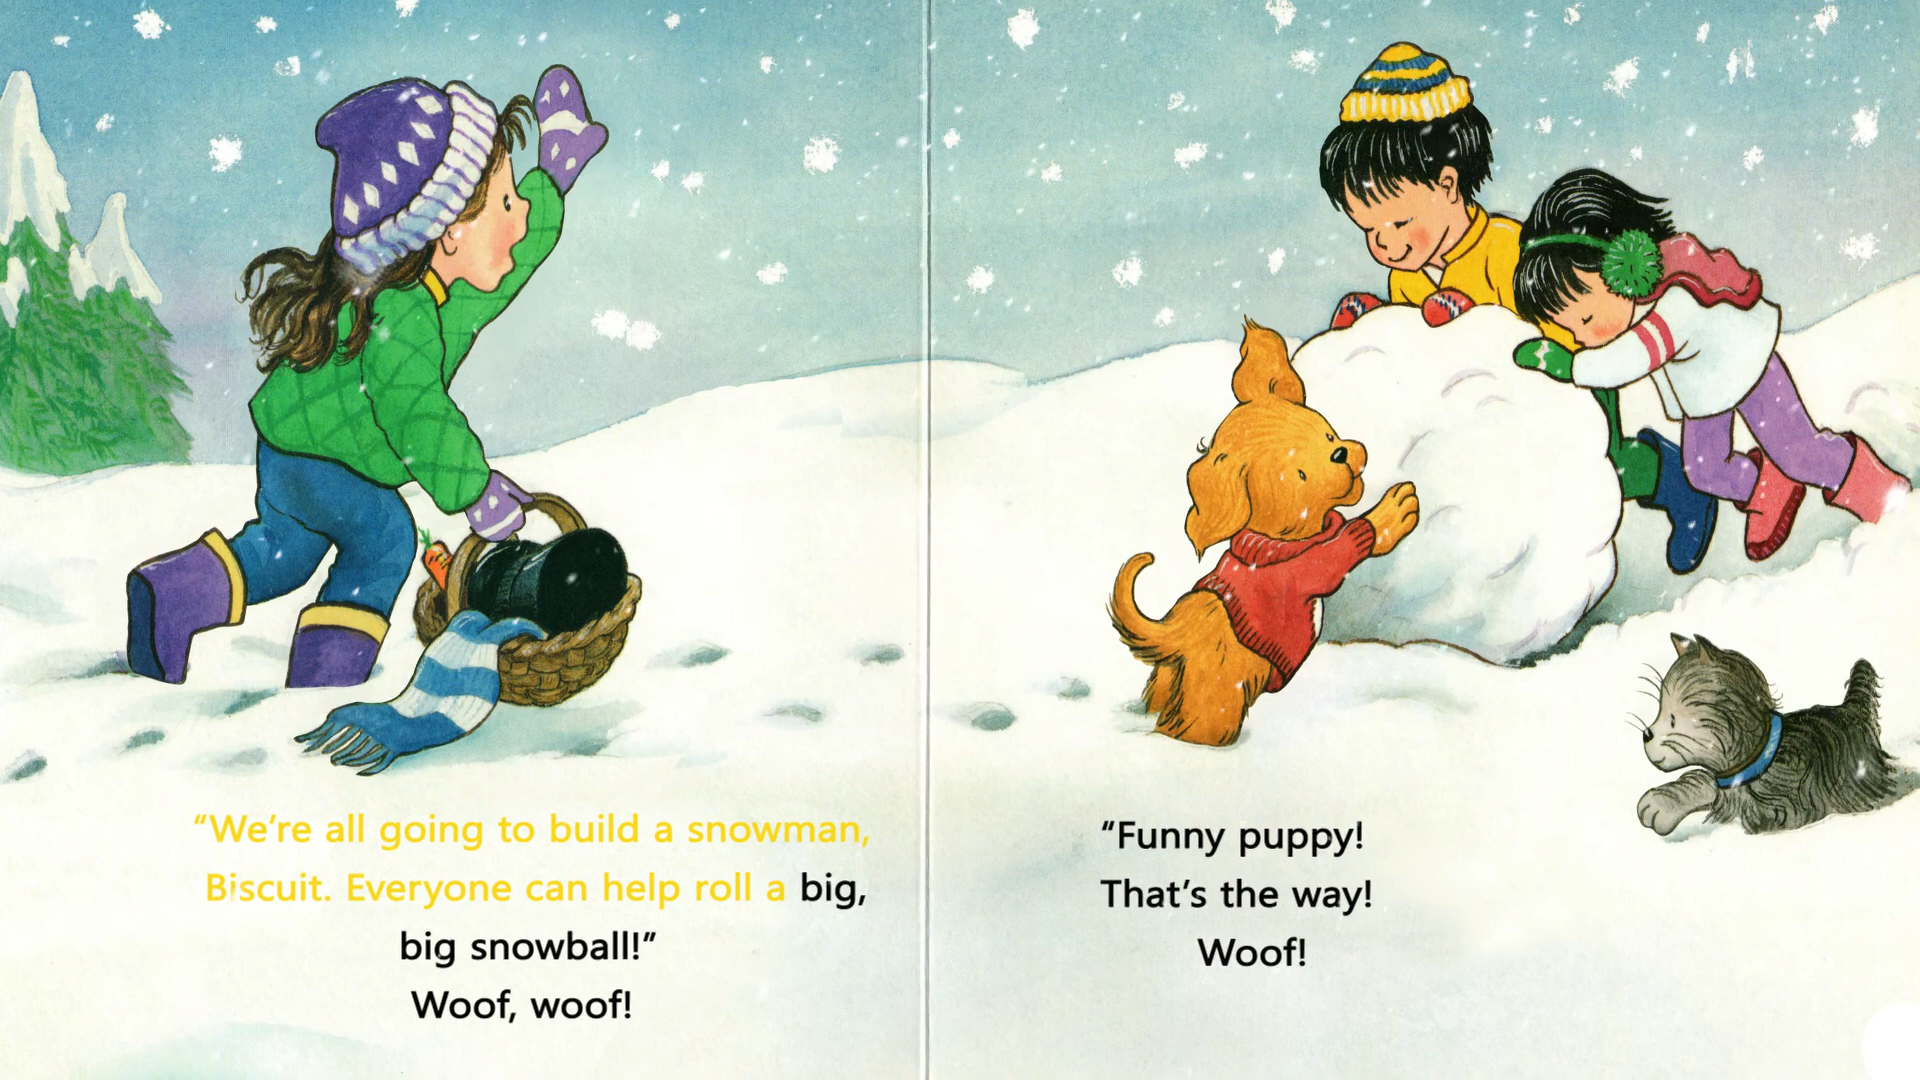 “We’re all going to build a snowman,
Biscuit. Everyone can help roll a big,
big snowball!”
Woof, woof!
“Funny puppy!
That’s the way!
Woof!